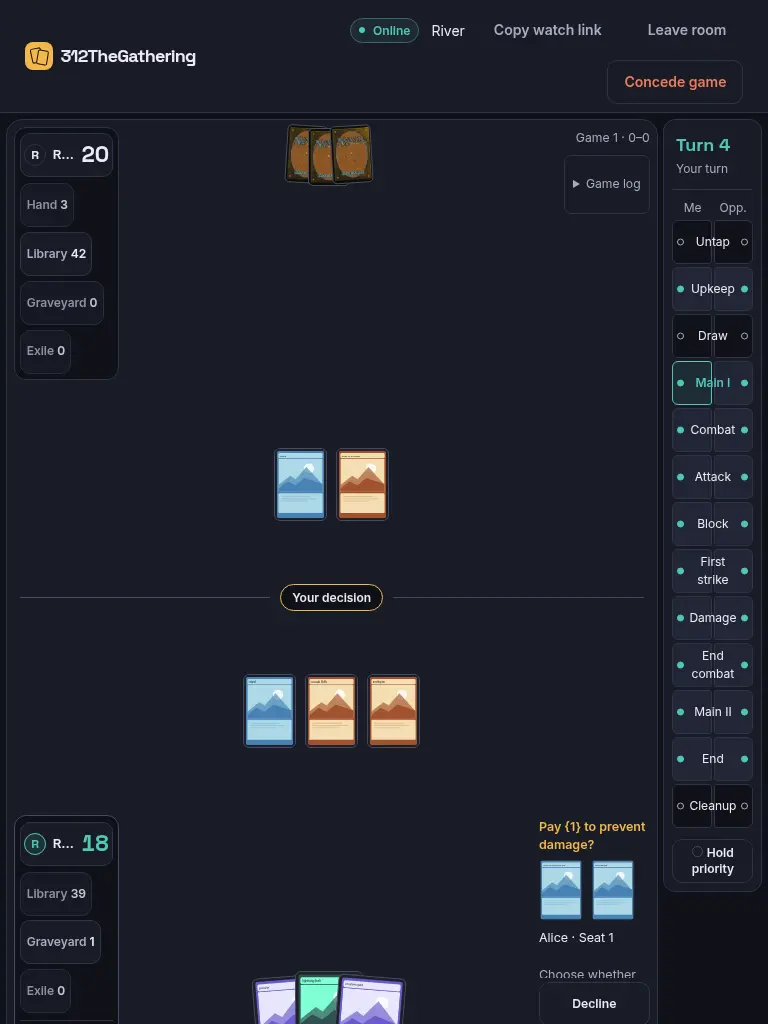 Online
River
Copy watch link
Leave room
312TheGathering
Concede game
R
R...
20
Hand 3
Library 42
Graveyard 0
Exile 0
Game 1 · 0–0
Game log
Turn 4
Your turn
Me
Opp.
Untap
Upkeep
Draw
Main I
Combat
Attack
Block
First
strike
Damage
End
combat
Main II
End
Cleanup
Hold
priority
Your decision
R
R...
18
Library 39
Graveyard 1
Exile 0
Pay {1} to prevent
damage?
Alice · Seat 1
Choose whether
Decline